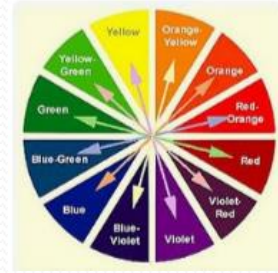 Yellow
Orange-
Yellow
Orange
Red-
Orange
Red
Violet-
Red
Violet
Blue-
Violet
Blue
Blue-Green
Green
Yellow-
Green